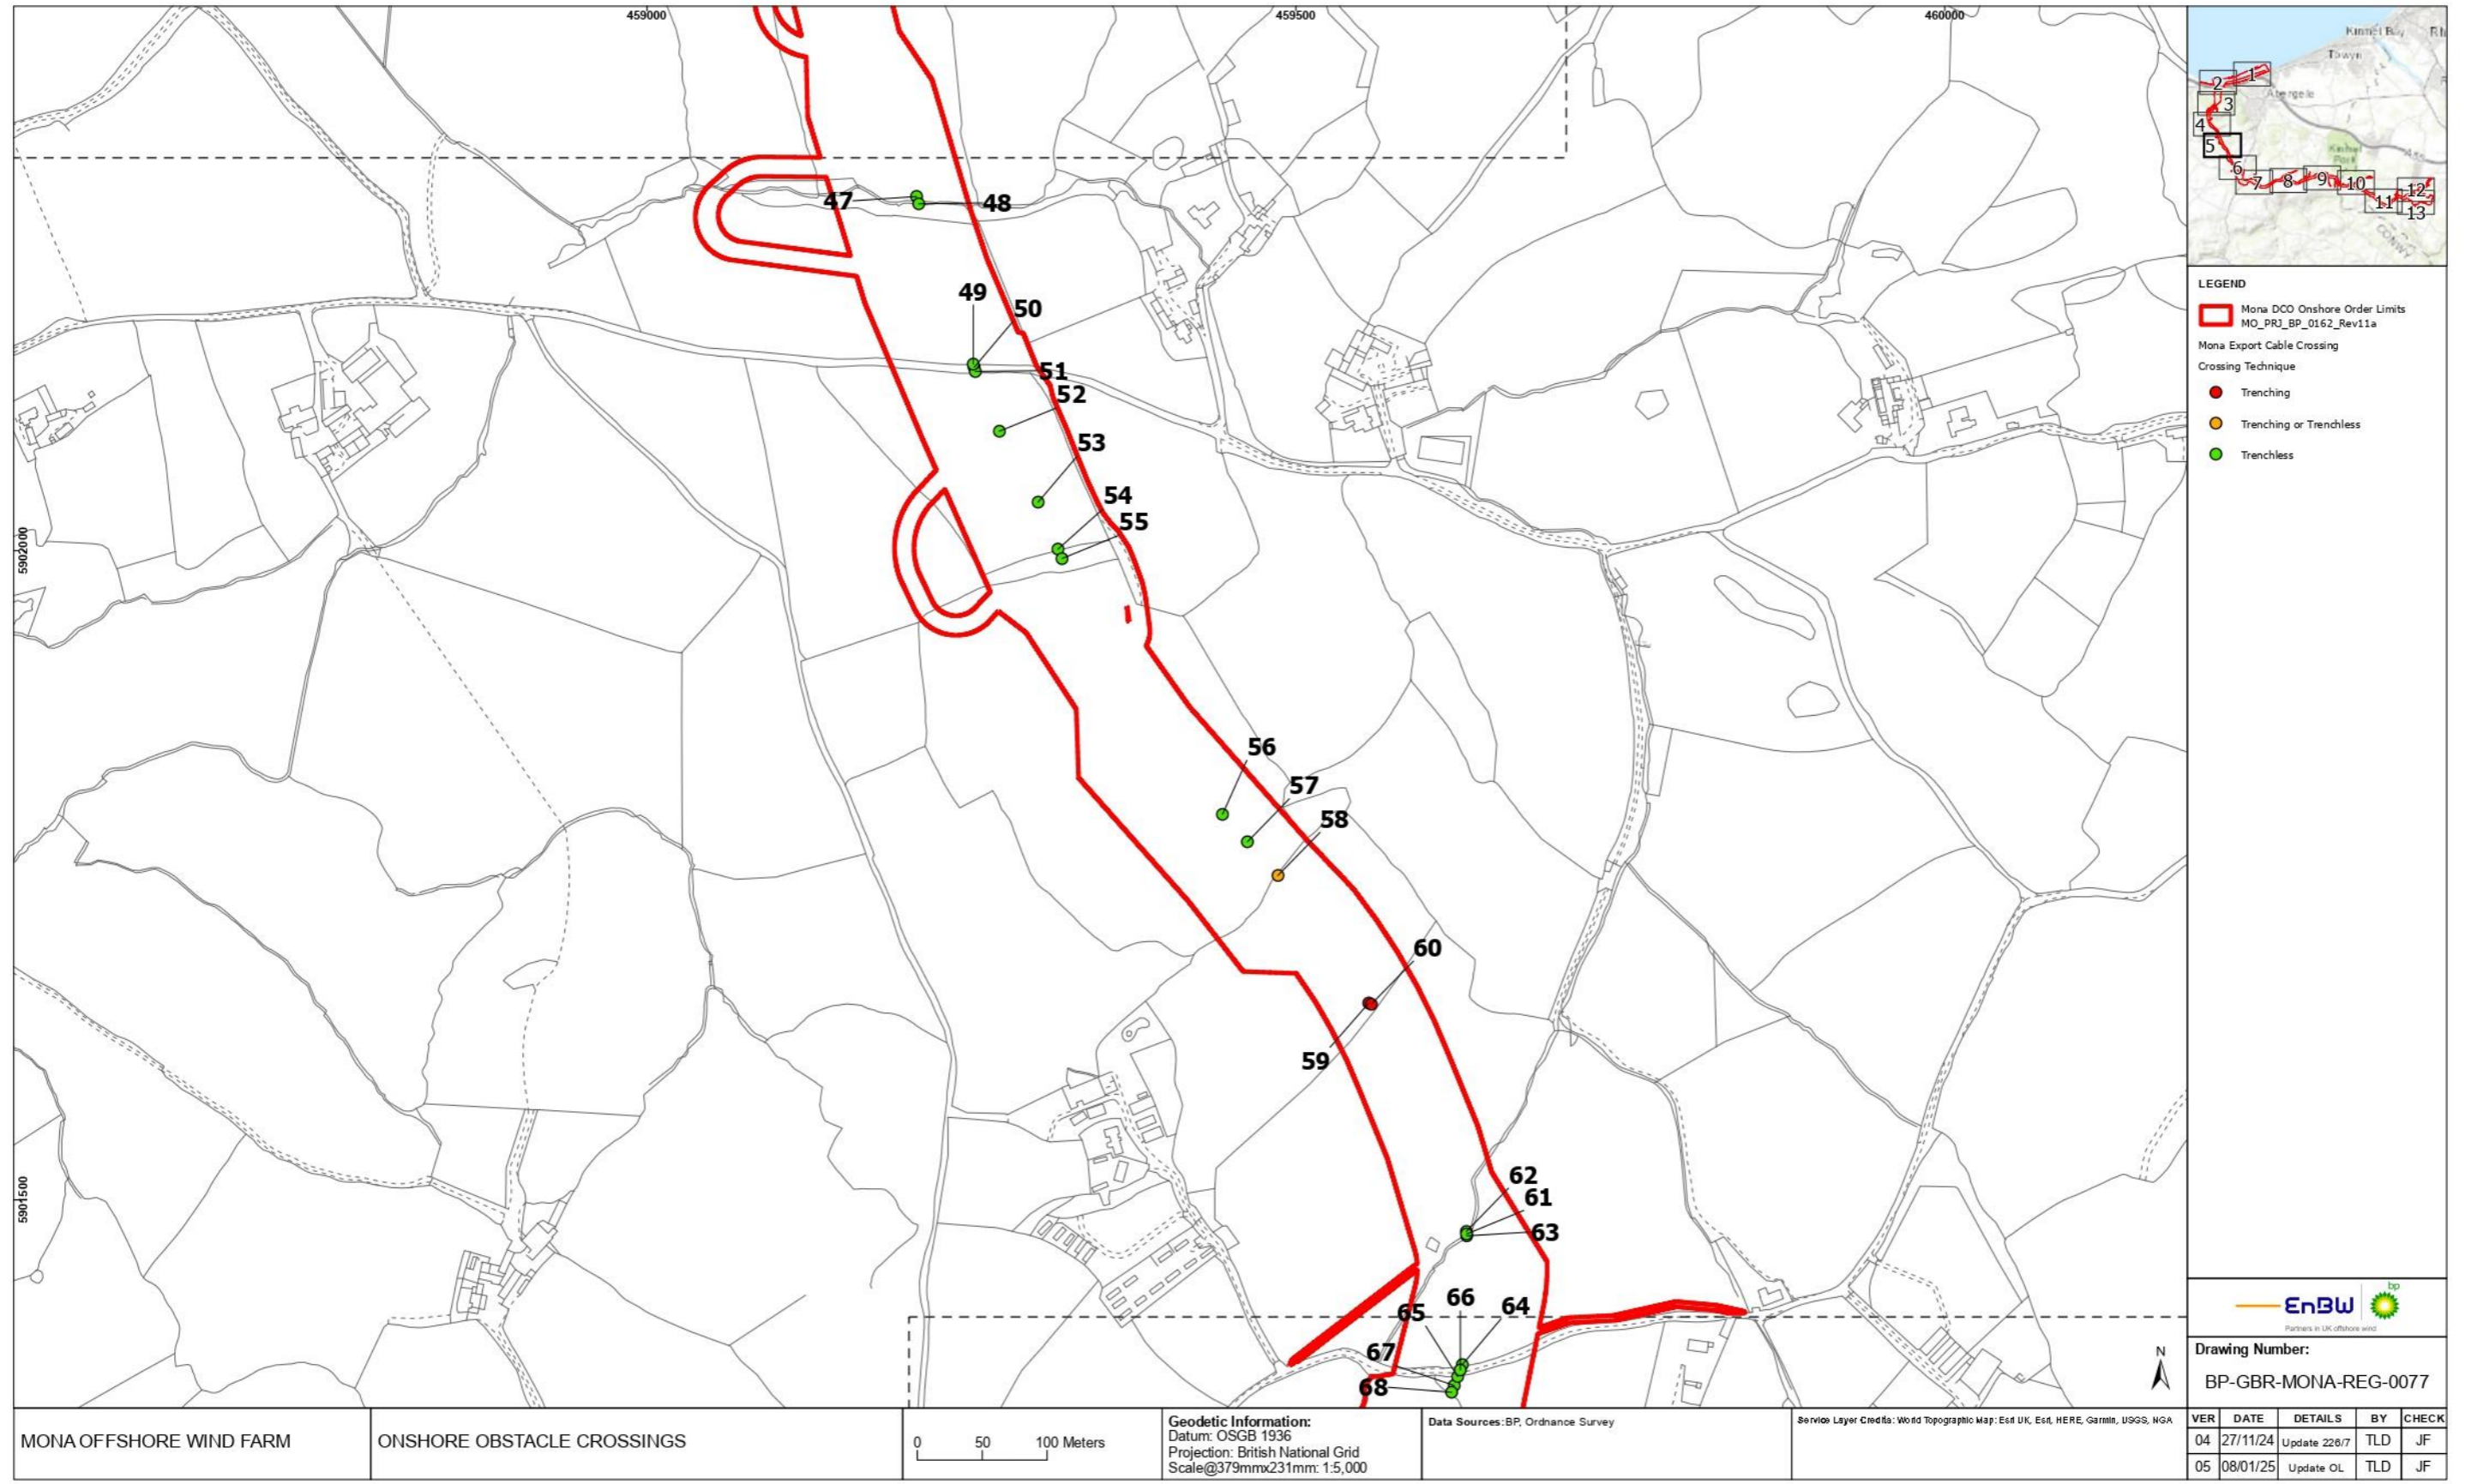 459000
459500
460000
5902000
5901500
47
48
49
50
51
52
53
54
55
56
57
58
60
59
62
61
63
66
64
65
67
68
N
Kinmel Bay
Towyn
Abergele
Kinmel
Park
A55
CONWY
1
2
3
4
5
6
7
8
9
10
11
12
13
LEGEND
Mona DCO Onshore Order Limits
MO_PRJ_BP_0162_Rev11a
Mona Export Cable Crossing
Crossing Technique
Trenching
Trenching or Trenchless
Trenchless
EnBW
bp
Partners in UK offshore wind
Drawing Number:
BP-GBR-MONA-REG-0077
MONA OFFSHORE WIND FARM
ONSHORE OBSTACLE CROSSINGS
0 50 100 Meters
Geodetic Information:
Datum: OSGB 1936
Projection: British National Grid
Scale@379mmx231mm: 1:5,000
Data Sources:BP, Ordnance Survey
Service Layer Credits: World Topographic Map: Esri UK, Esri, HERE, Garmin, USGS, NGA
VER DATE DETAILS BY CHECK
04 27/11/24 Update 226/7 TLD JF
05 08/01/25 Update OL TLD JF